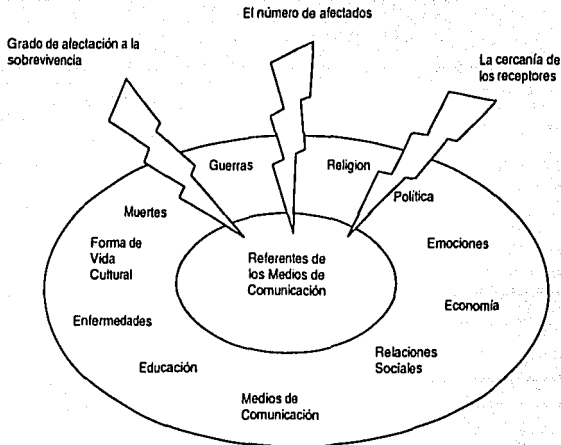 El número de afectados
Grado de afectación a la
sobrevivencia
La cercanía de
los receptores
Guerras
Religion
Política
Muertes
Forma de
Vida
Cultural
Emociones
Referentes de
los Medios de
Comunicación
Economía
Enfermedades
Relaciones
Sociales
Educación
Medios de
Comunicación